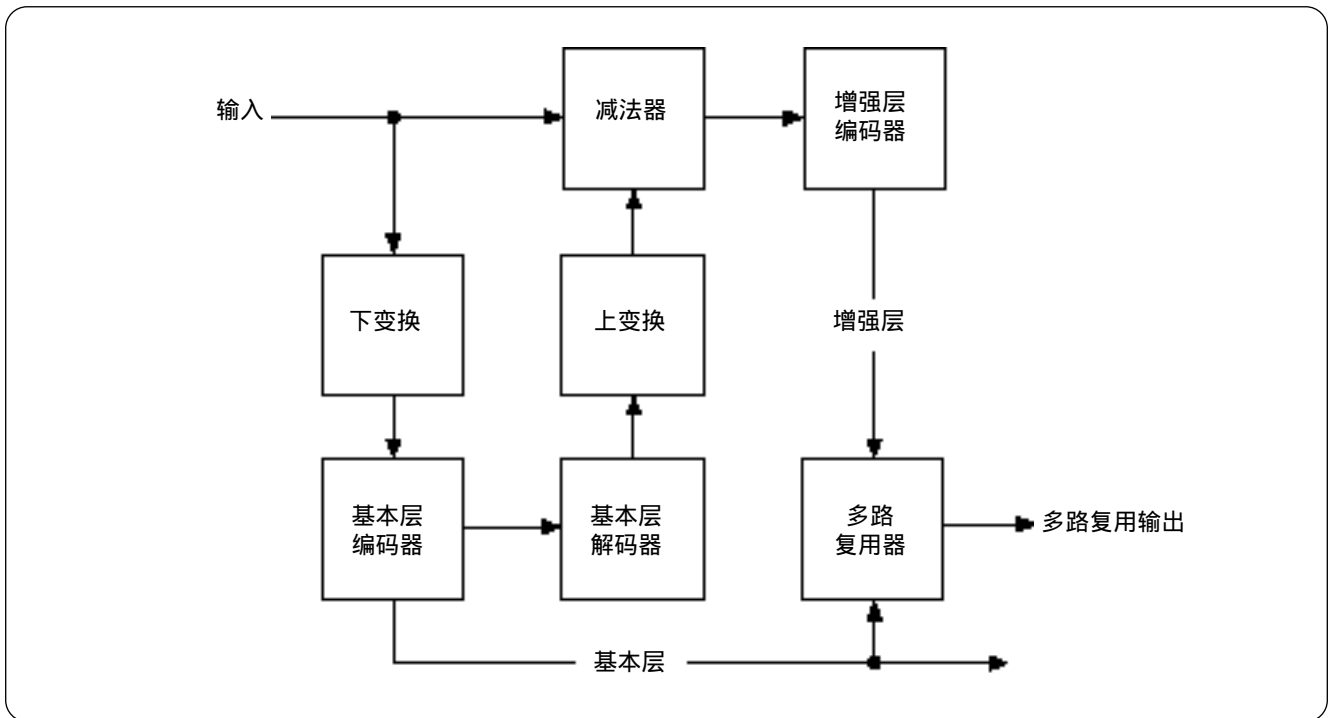 输入
减法器
增强层
编码器
下变换
上变换
增强层
基本层
编码器
基本层
解码器
多路
复用器
多路复用输出
基本层